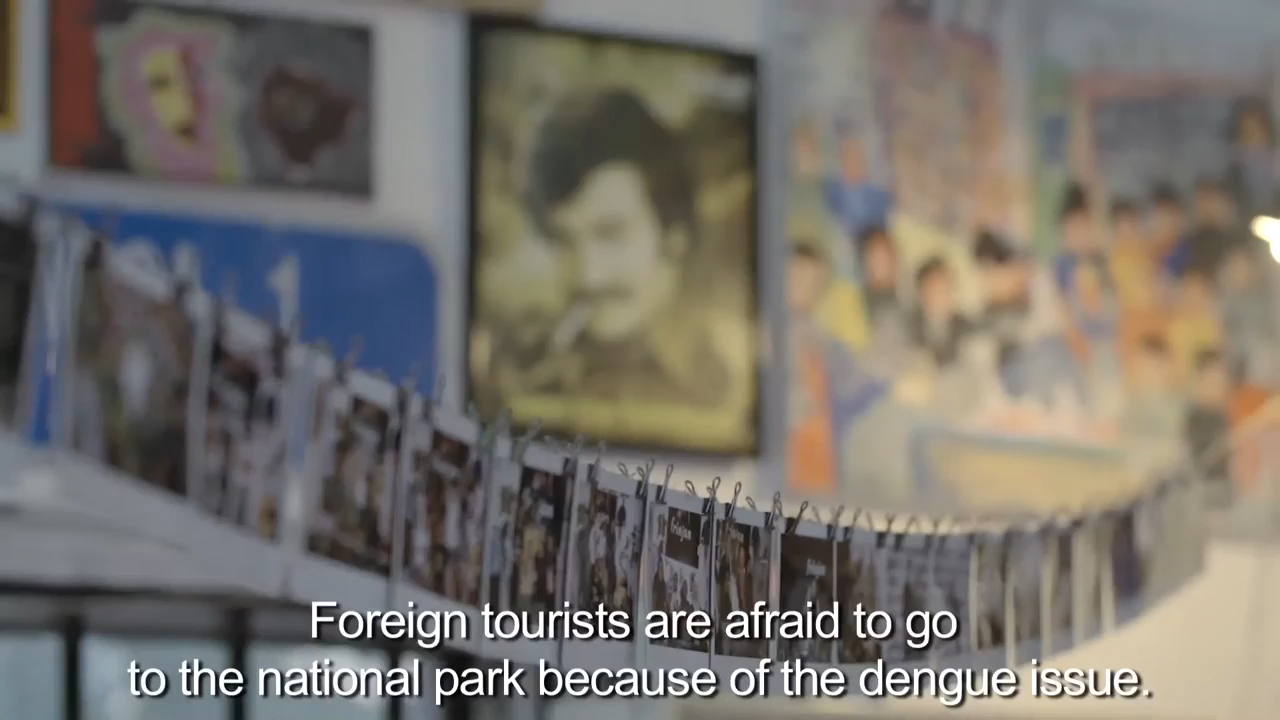 Foreign tourists are afraid to go
to the national park because of the dengue issue.